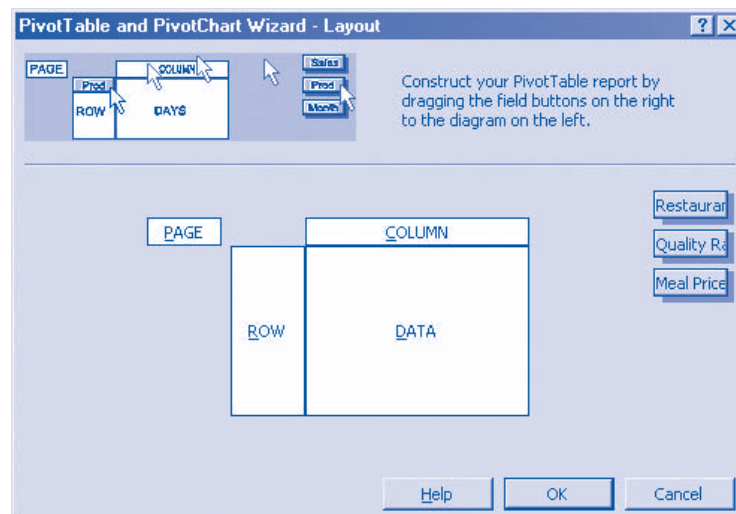 PivotTable and PivotChart Wizard - Layout
PAGE
COLUMN
Sales
Prod
Prod
Month
ROW
DAYS
Construct your PivotTable report by
dragging the field buttons on the right
to the diagram on the left.
PAGE
COLUMN
ROW
DATA
Restauran
Quality Ra
Meal Price
Help
OK
Cancel